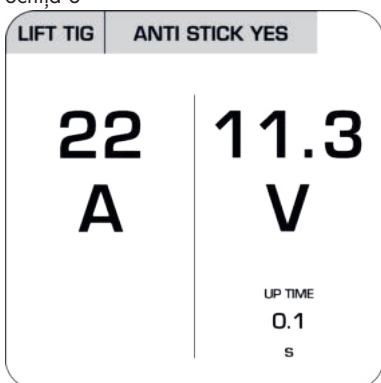 LIFT TIG ANTI STICK YES
22 11.3
A V
UP TIME
0.1
s